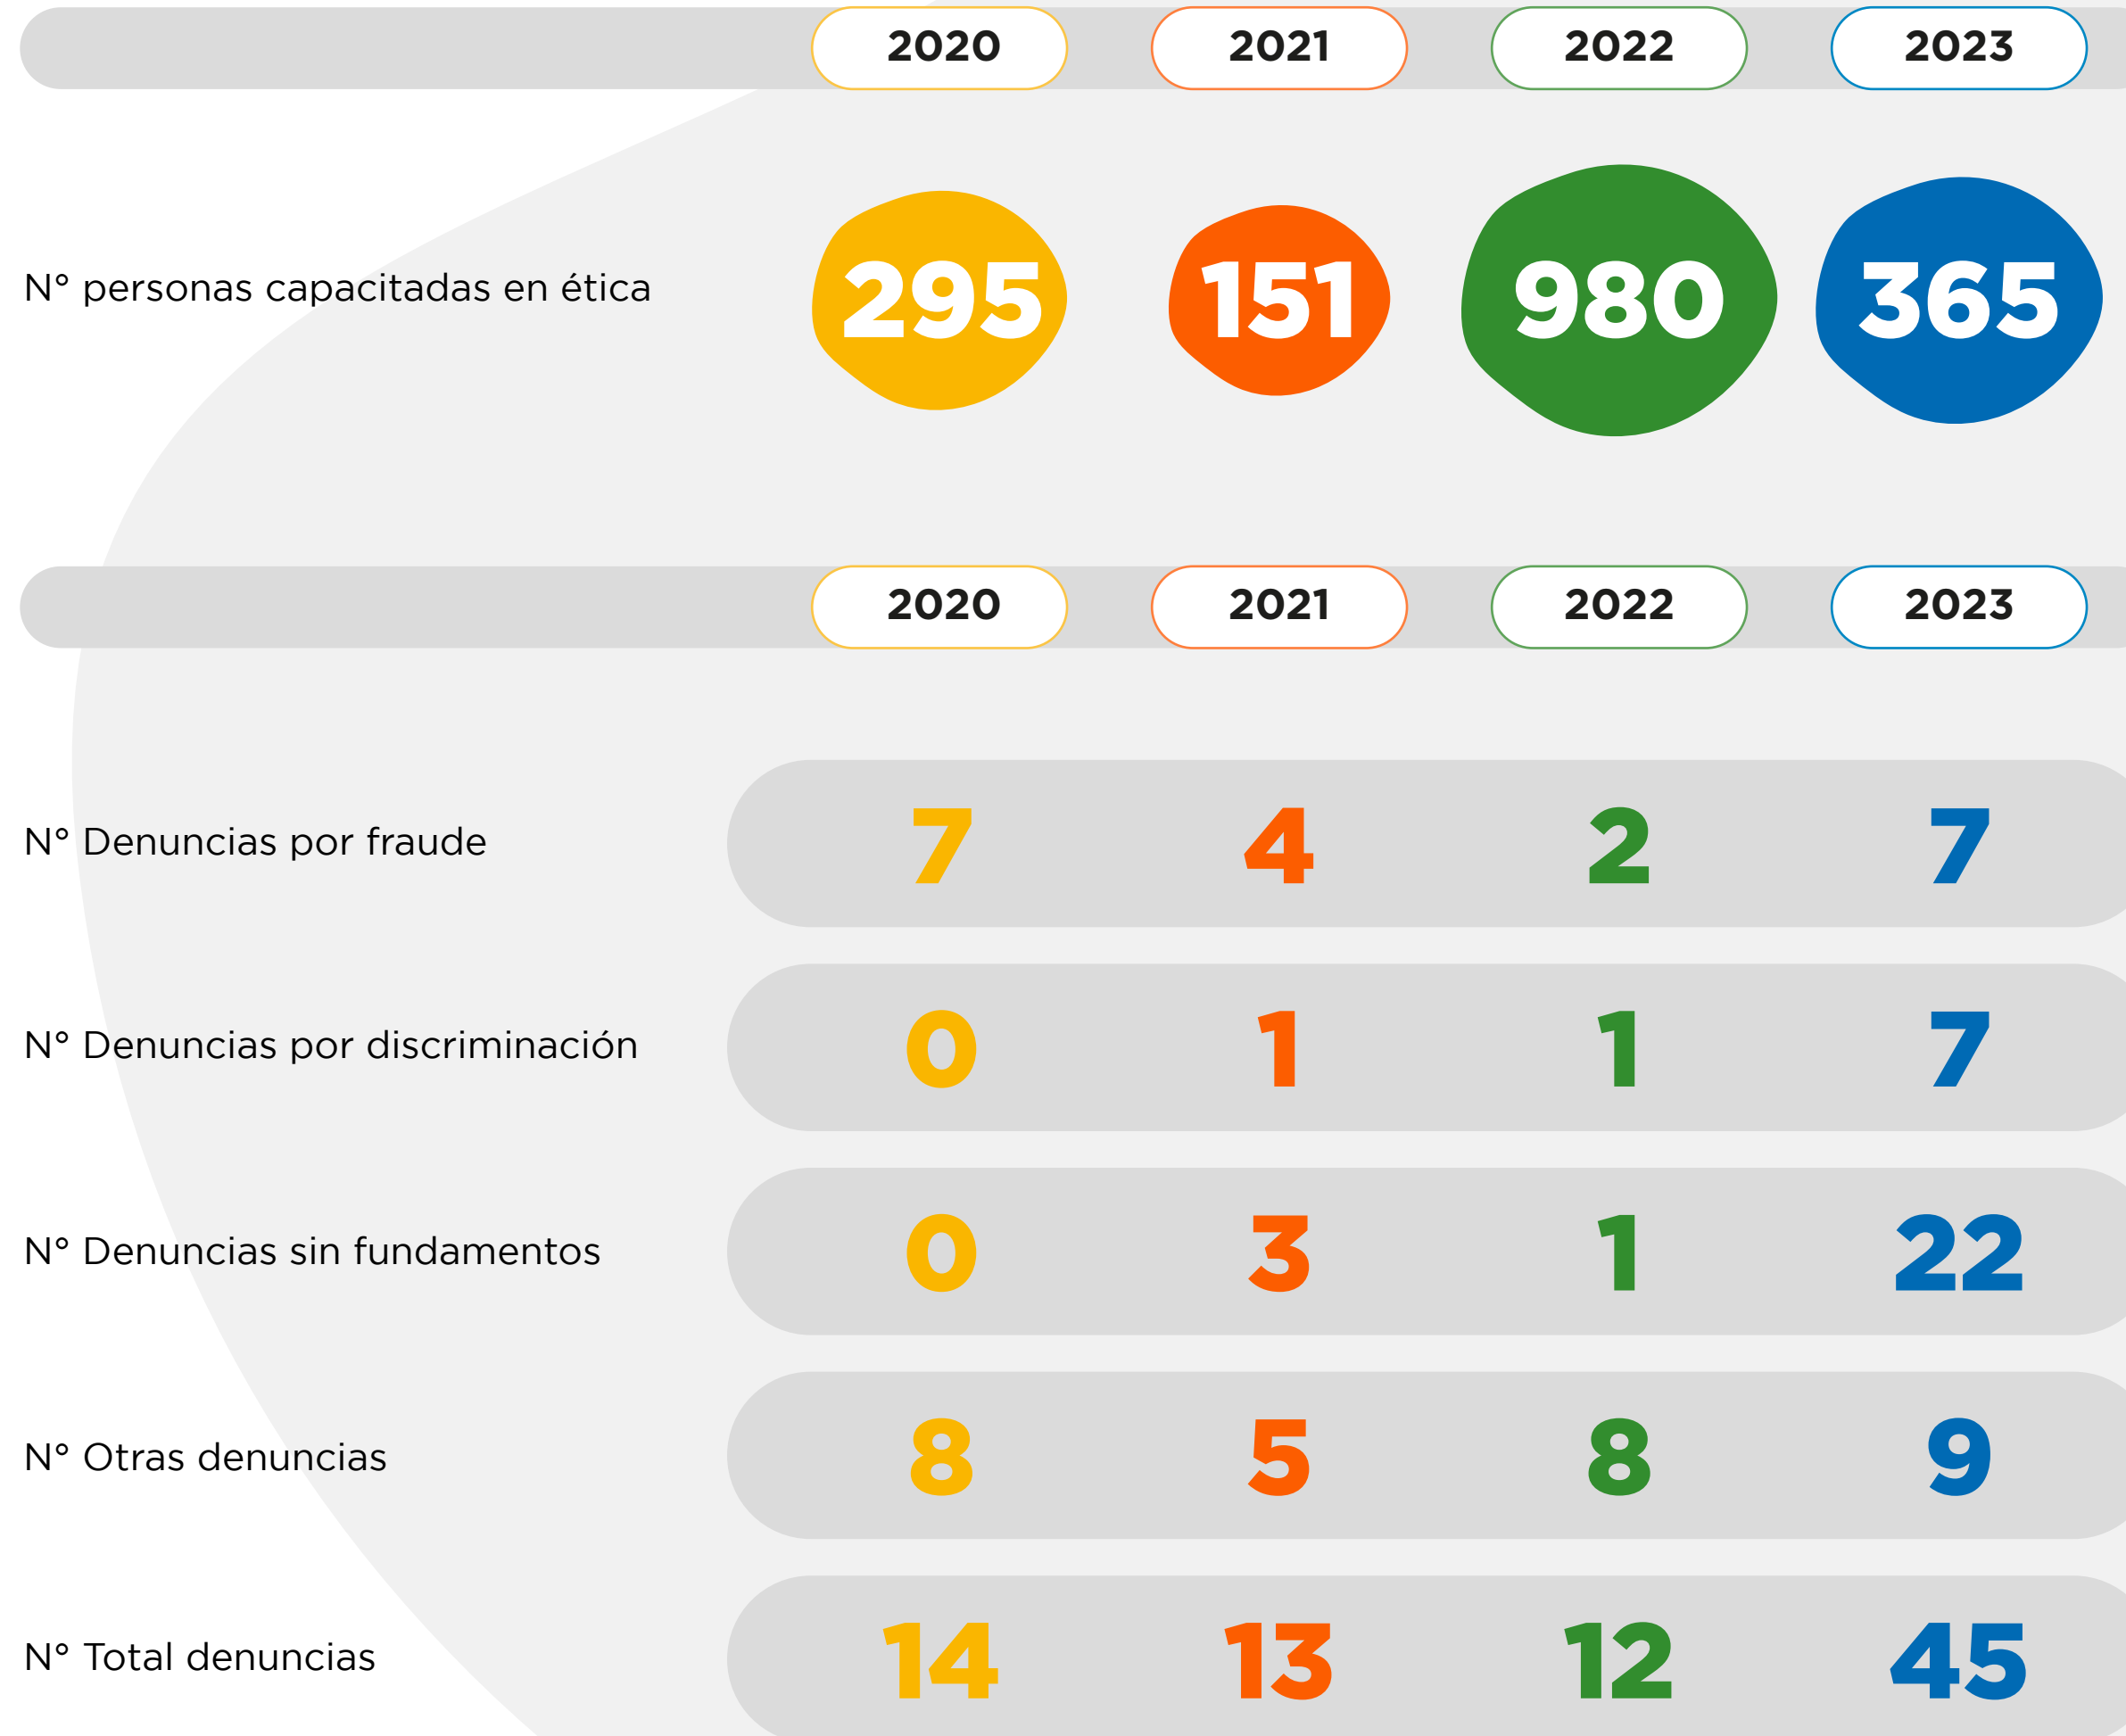 2020 2021 2022 2023
N° personas capacitadas en ética 295 151 980 365
2020 2021 2022 2023
N° Denuncias por fraude 7 4 2 7
N° Denuncias por discriminación 0 1 1 7
N° Denuncias sin fundamentos 0 3 1 22
N° Otras denuncias 8 5 8 9
N° Total denuncias 14 13 12 45